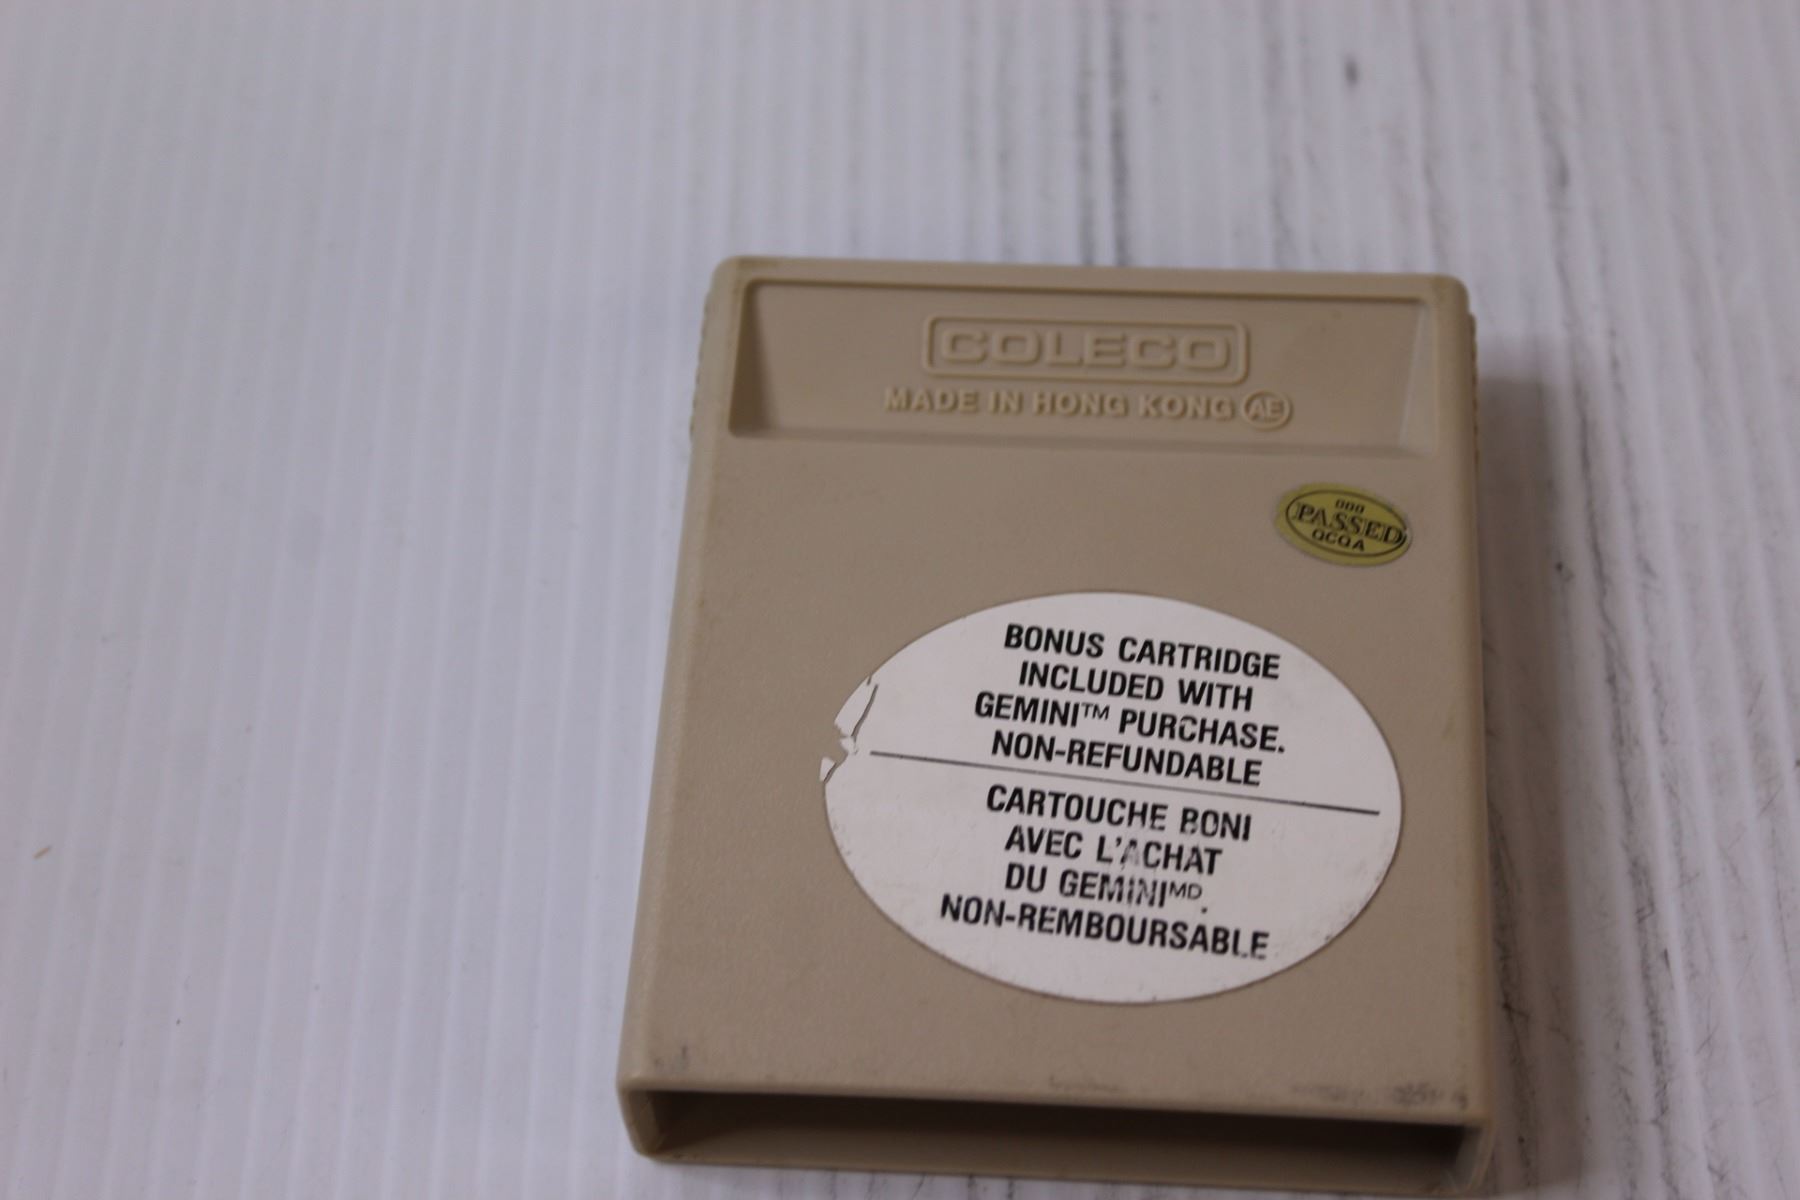 COLECO
MADE IN HONG KONG AE
000
PASSED
QCQA
BONUS CARTRIDGE
INCLUDED WITH
GEMINI™ PURCHASE.
NON-REFUNDABLE
CARTOUCHE BONI
AVEC L'ACHAT
DU GEMINIᴹᴰ.
NON-REMBOURSABLE